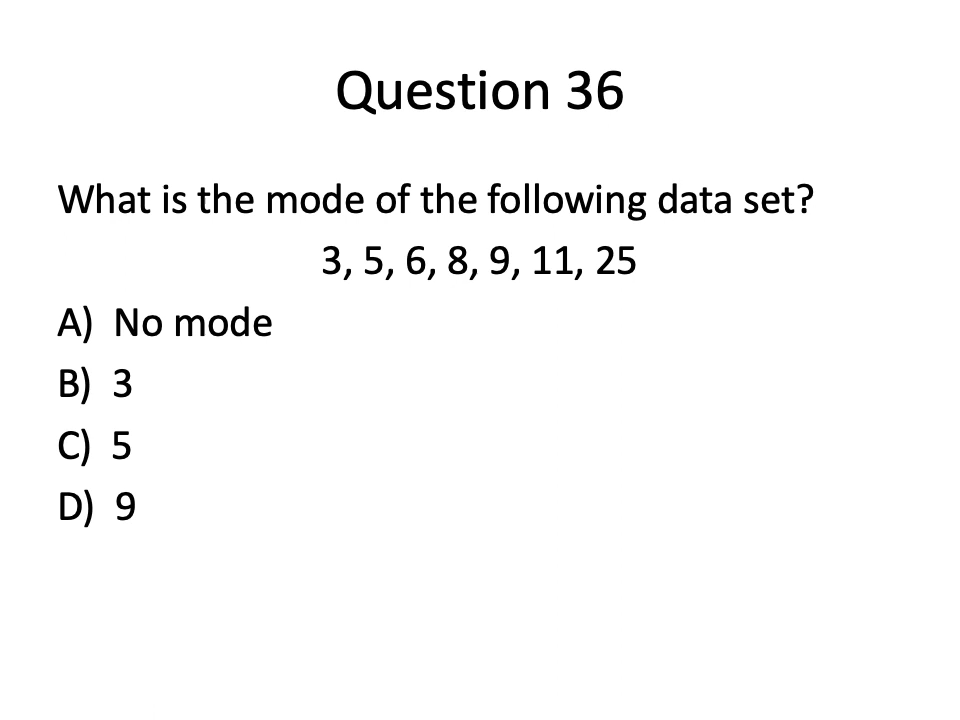 Question 36
What is the mode of the following data set?
3, 5, 6, 8, 9, 11, 25
A) No mode
B) 3
C) 5
D) 9